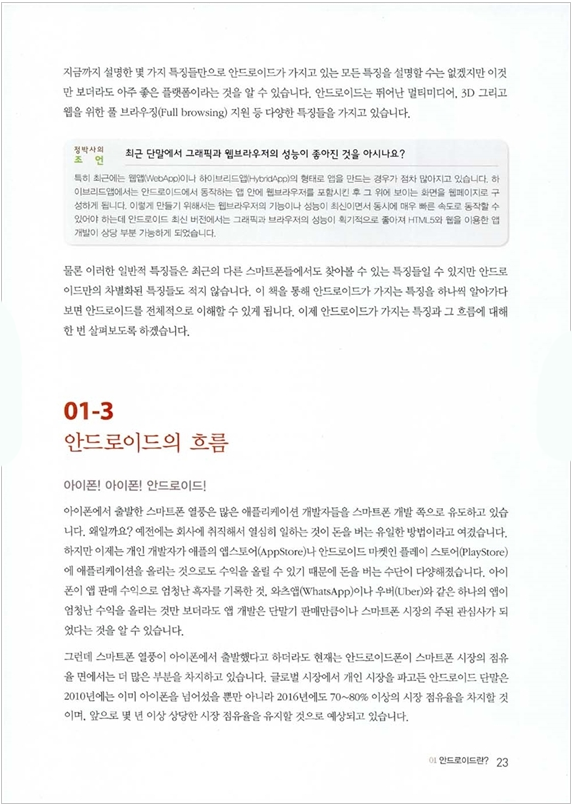 지금까지 설명한 몇 가지 특징들만으로 안드로이드가 가지고 있는 모든 특징을 설명할 수는 없겠지만 이것
만 보더라도 아주 좋은 플랫폼이라는 것을 알 수 있습니다. 안드로이드는 뛰어난 멀티미디어, 3D 그리고
웹을 위한 풀 브라우징(Full browsing) 지원 등 다양한 특징들을 가지고 있습니다.
정박사의
조 언
최근 단말에서 그래픽과 웹브라우저의 성능이 좋아진 것을 아시나요?
특히 최근에는 웹앱(WebApp)이나 하이브리드앱(HybridApp)의 형태로 앱을 만드는 경우가 점차 많아지고 있습니다. 하
이브리드앱에서는 안드로이드에서 동작하는 앱 안에 웹브라우저를 포함시킨 후 그 위에 보이는 화면을 웹페이지로 구
성하게 됩니다. 이렇게 만들기 위해서는 웹브라우저의 기능이나 성능이 최신이면서 동시에 매우 빠른 속도로 동작할 수
있어야 하는데 안드로이드 최신 버전에서는 그래픽과 브라우저의 성능이 획기적으로 좋아져 HTML5와 웹을 이용한 앱
개발이 상당 부분 가능하게 되었습니다.
물론 이러한 일반적 특징들은 최근의 다른 스마트폰들에서도 찾아볼 수 있는 특징들일 수 있지만 안드로
이드만의 차별화된 특징들도 적지 않습니다. 이 책을 통해 안드로이드가 가지는 특징을 하나씩 알아가다
보면 안드로이드를 전체적으로 이해할 수 있게 됩니다. 이제 안드로이드가 가지는 특징과 그 흐름에 대해
한 번 살펴보도록 하겠습니다.
01-3
안드로이드의 흐름
아이폰! 아이폰! 안드로이드!
아이폰에서 출발한 스마트폰 열풍은 많은 애플리케이션 개발자들을 스마트폰 개발 쪽으로 유도하고 있습
니다. 왜일까요? 예전에는 회사에 취직해서 열심히 일하는 것이 돈을 버는 유일한 방법이라고 여겼습니다.
하지만 이제는 개인 개발자가 애플의 앱스토어(AppStore)나 안드로이드 마켓인 플레이 스토어(PlayStore)
에 애플리케이션을 올리는 것으로도 수익을 올릴 수 있기 때문에 돈을 버는 수단이 다양해졌습니다. 아이
폰이 앱 판매 수익으로 엄청난 흑자를 기록한 것, 와츠앱(WhatsApp)이나 우버(Uber)와 같은 하나의 앱이
엄청난 수익을 올리는 것만 보더라도 앱 개발은 단말기 판매만큼이나 스마트폰 시장의 주된 관심사가 되
었다는 것을 알 수 있습니다.
그런데 스마트폰 열풍이 아이폰에서 출발했다고 하더라도 현재는 안드로이드폰이 스마트폰 시장의 점유
율 면에서는 더 많은 부분을 차지하고 있습니다. 글로벌 시장에서 개인 시장을 파고든 안드로이드 단말은
2010년에는 이미 아이폰을 넘어섰을 뿐만 아니라 2016년에도 70~80% 이상의 시장 점유율을 차지할 것
이며, 앞으로 몇 년 이상 상당한 시장 점유율을 유지할 것으로 예상되고 있습니다.
01 안드로이드란? 23